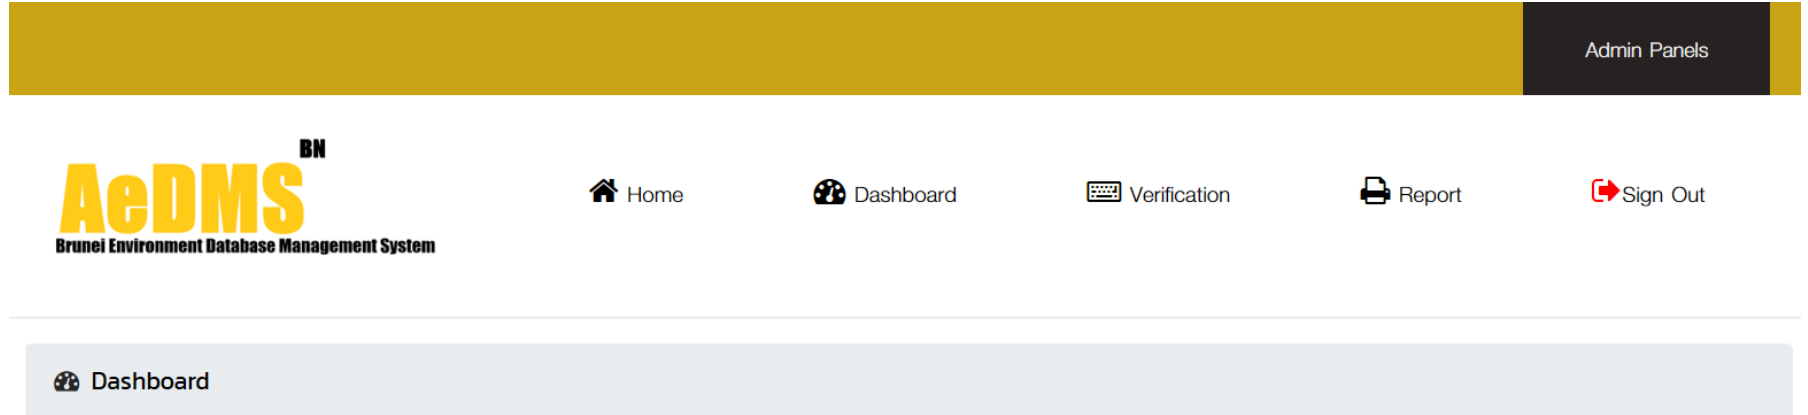 Admin Panels
AeDMS BN
Brunei Environment Database Management System
Home Dashboard Verification Report Sign Out
Dashboard